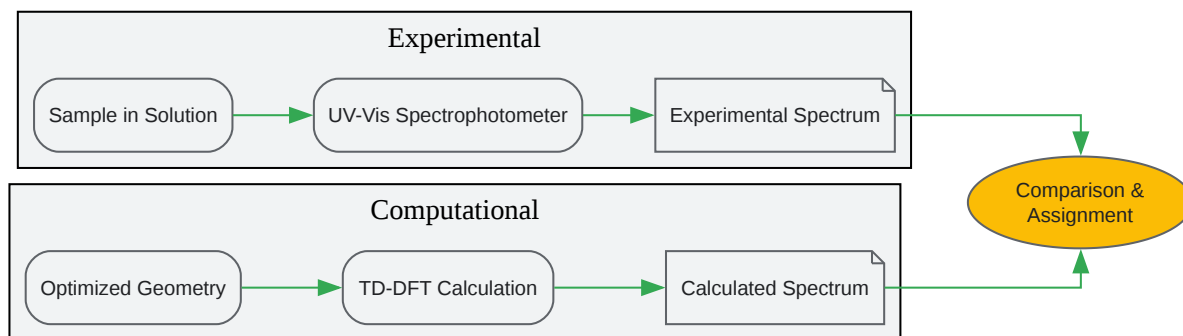 Experimental
Sample in Solution
UV-Vis Spectrophotometer
Experimental Spectrum
Comparison &
Assignment
Computational
Optimized Geometry
TD-DFT Calculation
Calculated Spectrum